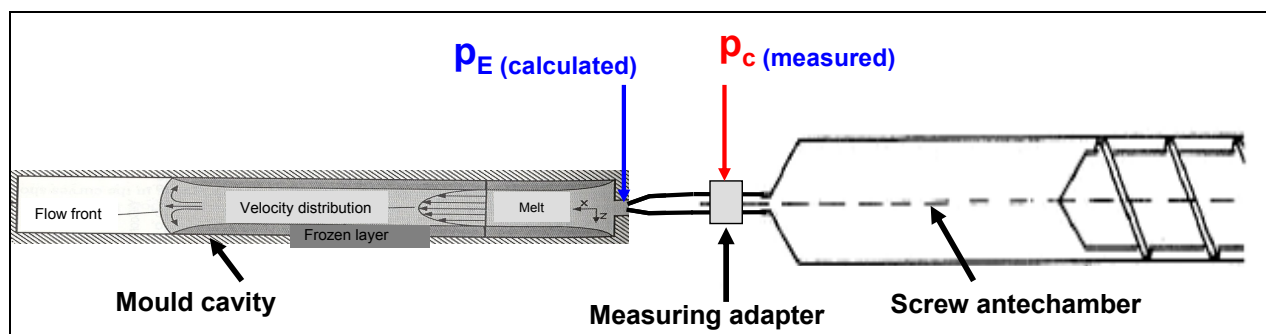 pE (calculated)
pc (measured)
Flow front
Velocity distribution
Melt
x
z
Frozen layer
Mould cavity
Measuring adapter
Screw antechamber